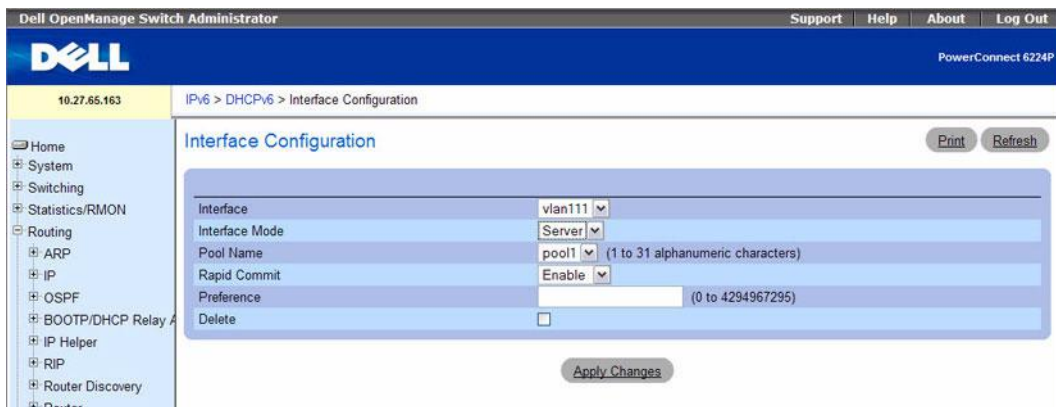 Dell OpenManage Switch Administrator
Support Help About Log Out
DELL
PowerConnect 6224P
10.27.65.163
IPv6 > DHCPv6 > Interface Configuration
Home
System
Switching
Statistics/RMON
Routing
ARP
IP
OSPF
BOOTP/DHCP Relay A
IP Helper
RIP
Router Discovery
Router
Interface Configuration
Print Refresh
Interface vlan111
Interface Mode Server
Pool Name pool1 (1 to 31 alphanumeric characters)
Rapid Commit Enable
Preference (0 to 4294967295)
Delete
Apply Changes